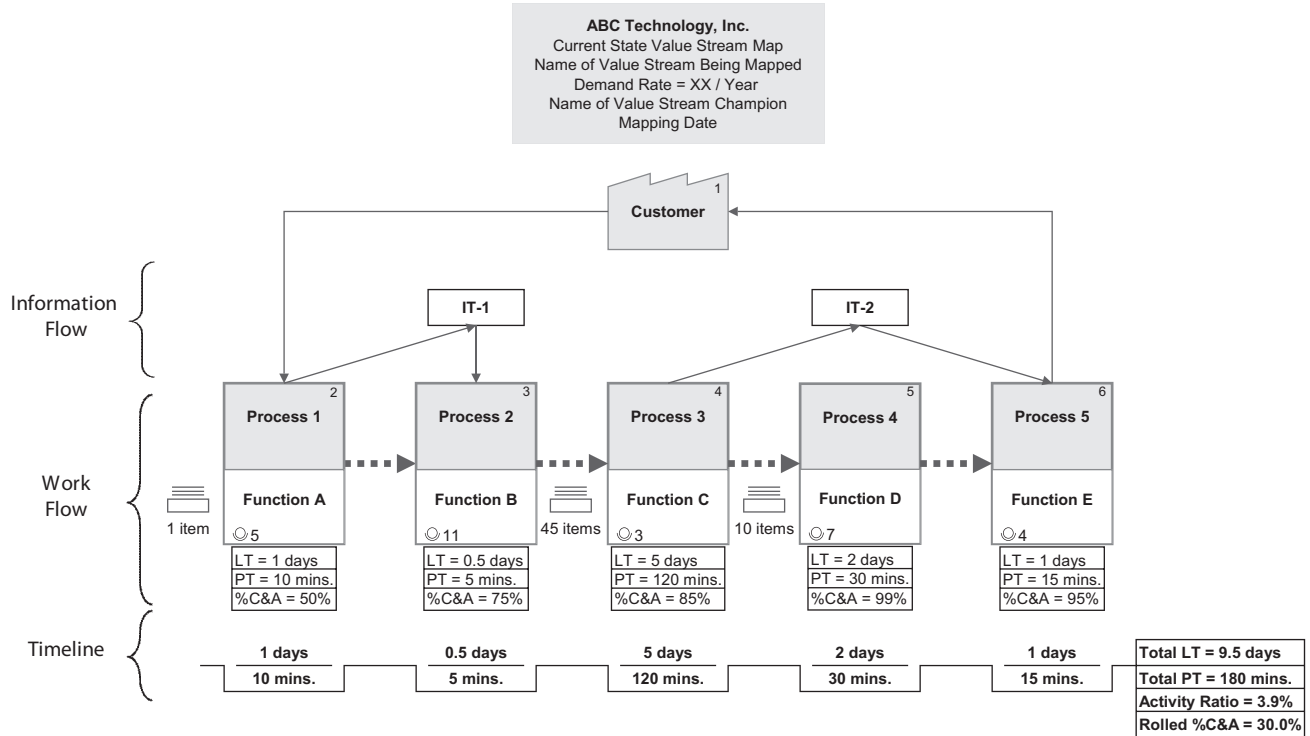 ABC Technology, Inc.
Current State Value Stream Map
Name of Value Stream Being Mapped
Demand Rate = XX / Year
Name of Value Stream Champion
Mapping Date
1
Customer
Information
Flow
IT-1
IT-2
2
Process 1
3
Process 2
4
Process 3
5
Process 4
6
Process 5
Work
Flow
1 item
Function A
5
Function B
11
45 items
Function C
3
10 items
Function D
7
Function E
4
LT = 1 days
PT = 10 mins.
%C&A = 50%
LT = 0.5 days
PT = 5 mins.
%C&A = 75%
LT = 5 days
PT = 120 mins.
%C&A = 85%
LT = 2 days
PT = 30 mins.
%C&A = 99%
LT = 1 days
PT = 15 mins.
%C&A = 95%
Timeline
1 days
10 mins.
0.5 days
5 mins.
5 days
120 mins.
2 days
30 mins.
1 days
15 mins.
Total LT = 9.5 days
Total PT = 180 mins.
Activity Ratio = 3.9%
Rolled %C&A = 30.0%